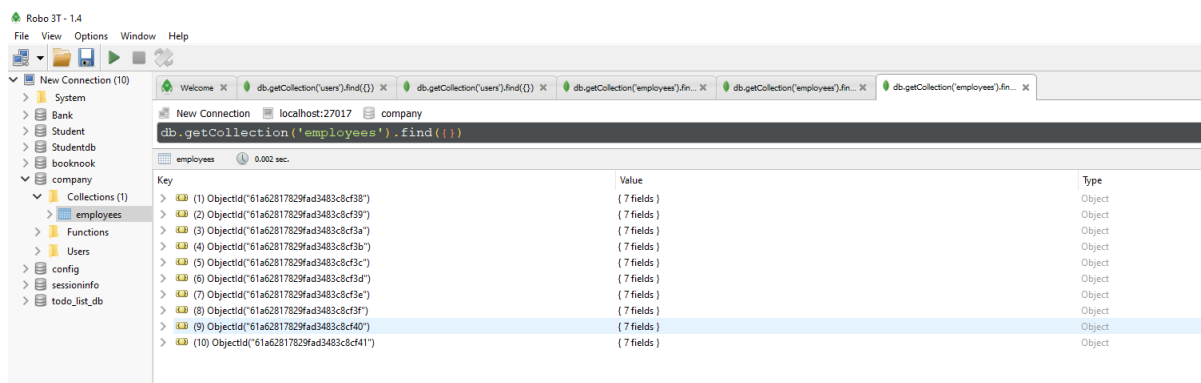 Robo 3T - 1.4
File View Options Window Help
New Connection (10)
System
Bank
Student
Studentdb
booknook
company
Collections (1)
employees
Functions
Users
config
sessioninfo
todo_list_db
Welcome
db.getCollection('users').find({})
db.getCollection('users').find({})
db.getCollection('employees').fin...
db.getCollection('employees').fin...
db.getCollection('employees').fin...
New Connection localhost:27017 company
db.getCollection('employees').find({})
employees 0.002 sec.
Key Value Type
(1) ObjectId("61a62817829fad3483c8cf38") { 7 fields } Object
(2) ObjectId("61a62817829fad3483c8cf39") { 7 fields } Object
(3) ObjectId("61a62817829fad3483c8cf3a") { 7 fields } Object
(4) ObjectId("61a62817829fad3483c8cf3b") { 7 fields } Object
(5) ObjectId("61a62817829fad3483c8cf3c") { 7 fields } Object
(6) ObjectId("61a62817829fad3483c8cf3d") { 7 fields } Object
(7) ObjectId("61a62817829fad3483c8cf3e") { 7 fields } Object
(8) ObjectId("61a62817829fad3483c8cf3f") { 7 fields } Object
(9) ObjectId("61a62817829fad3483c8cf40") { 7 fields } Object
(10) ObjectId("61a62817829fad3483c8cf41") { 7 fields } Object